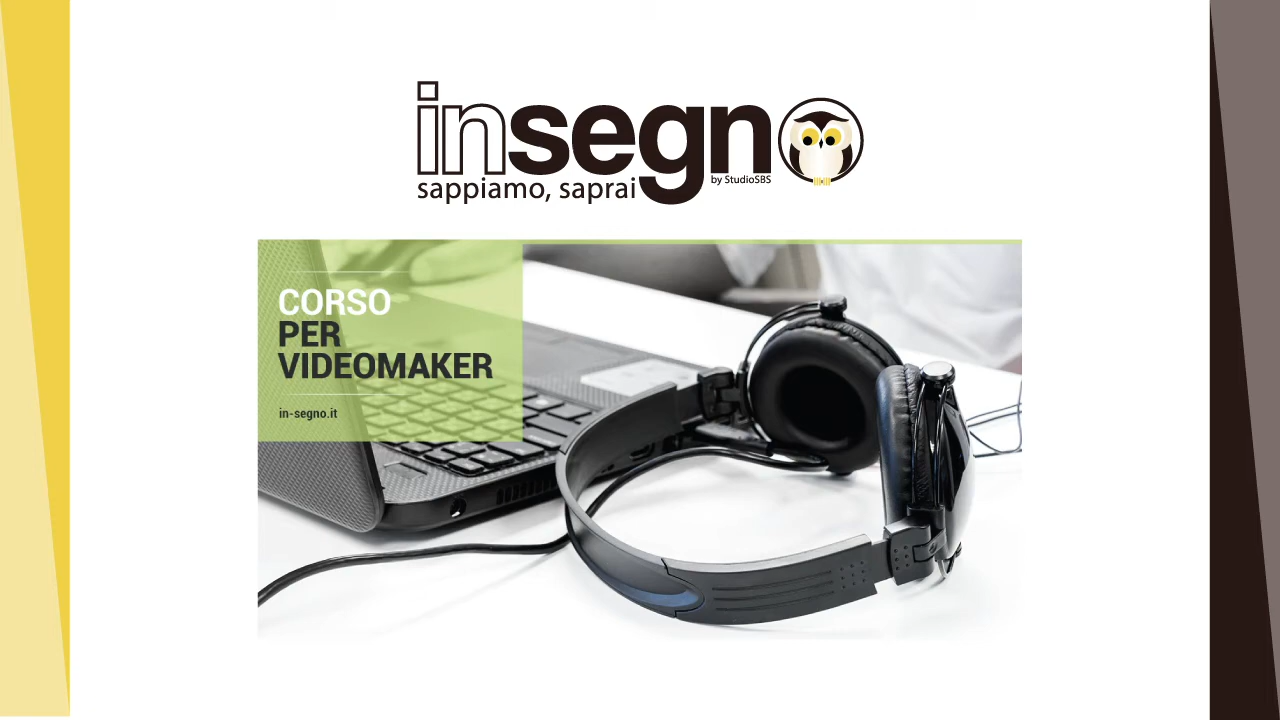 insegno
sappiamo, saprai
by StudioSBS
CORSO
PER
VIDEOMAKER
in-segno.it